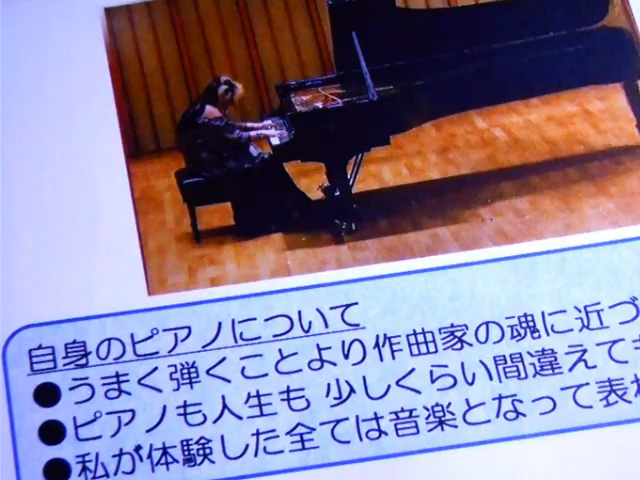 自身のピアノについて
●うまく弾くことより作曲家の魂に近づ
●ピアノも人生も 少しくらい間違えても
●私が体験した全ては音楽となって表れ